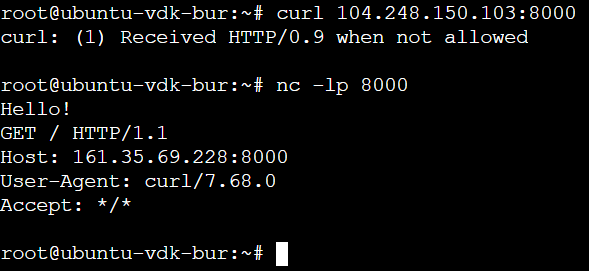 root@ubuntu-vdk-bur:~# curl 104.248.150.103:8000
curl: (1) Received HTTP/0.9 when not allowed
root@ubuntu-vdk-bur:~# nc -lp 8000
Hello!
GET / HTTP/1.1
Host: 161.35.69.228:8000
User-Agent: curl/7.68.0
Accept: */*
root@ubuntu-vdk-bur:~#